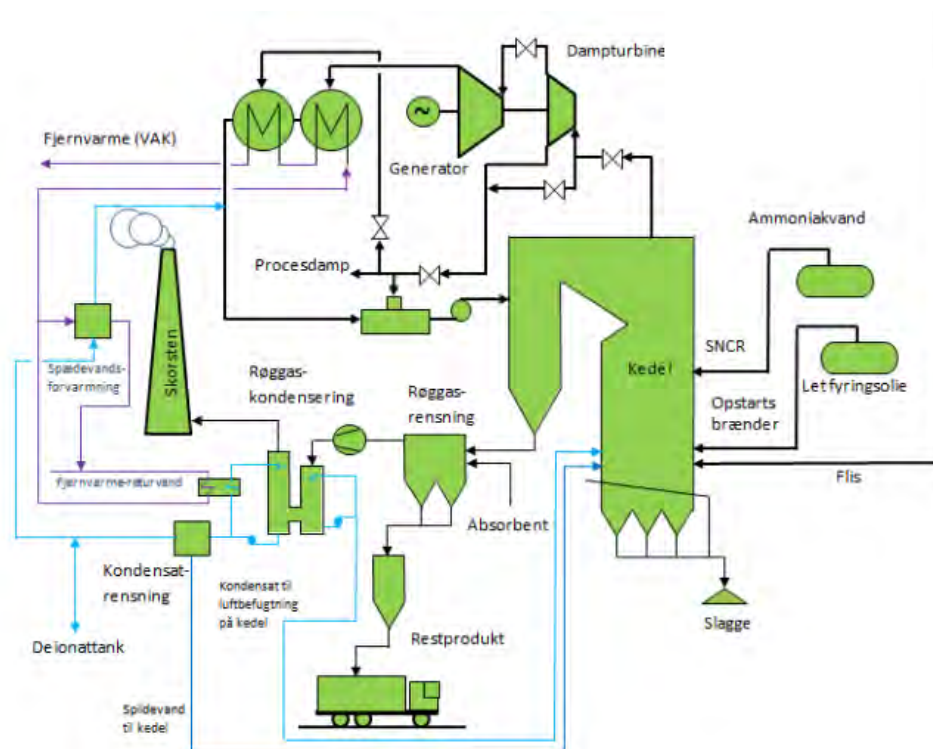 Dampturbine
Fjernvarme (VAK)
~
Generator
Ammoniakvand
Procesdamp
SNCR
Kedel
Letfyringsolie
Spædevands-
forvarmning
Skorsten
Røggas-
kondensering
Røggas-
rensning
Opstarts
brænder
Flis
Fjernvarme-returvand
Absorbent
Kondensat-
rensning
Kondensat til
luftbefugtning
på kedel
Slagge
Deionattank
Restprodukt
Spildevand
til kedel